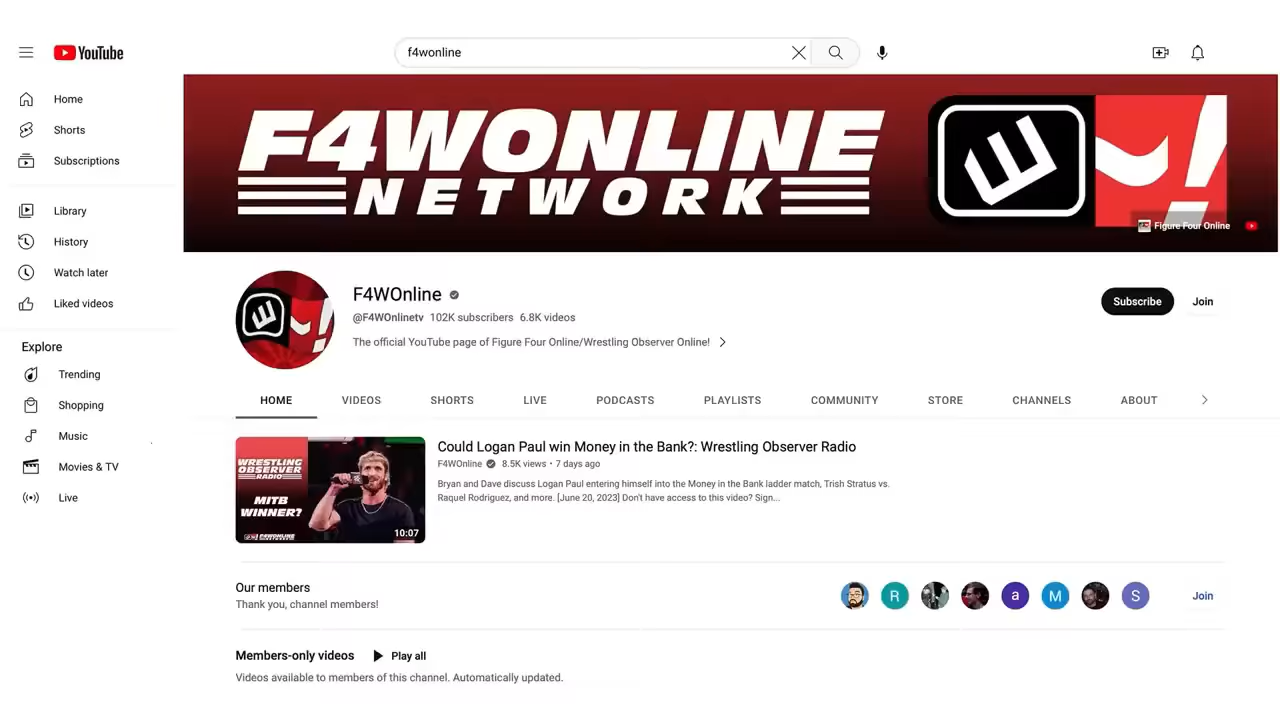 YouTube
f4wonline
Home
Shorts
Subscriptions
Library
History
Watch later
Liked videos
Explore
Trending
Shopping
Music
Movies & TV
Live
F4WONLINE
NETWORK
Figure Four Online
F4WOnline
@F4WOnlinetv 102K subscribers 6.8K videos
The official YouTube page of Figure Four Online/Wrestling Observer Online!
Subscribe
Join
HOME VIDEOS SHORTS LIVE PODCASTS PLAYLISTS COMMUNITY STORE CHANNELS ABOUT
WRESTLING
OBSERVER
RADIO
MITB
WINNER?
F4WONLINE
10:07
Could Logan Paul win Money in the Bank?: Wrestling Observer Radio
F4WOnline 8.5K views • 7 days ago
Bryan and Dave discuss Logan Paul entering himself into the Money in the Bank ladder match, Trish Stratus vs.
Raquel Rodriguez, and more. [June 20, 2023] Don't have access to this video? Sign...
Our members
Thank you, channel members!
R a M S
Join
Members-only videos Play all
Videos available to members of this channel. Automatically updated.